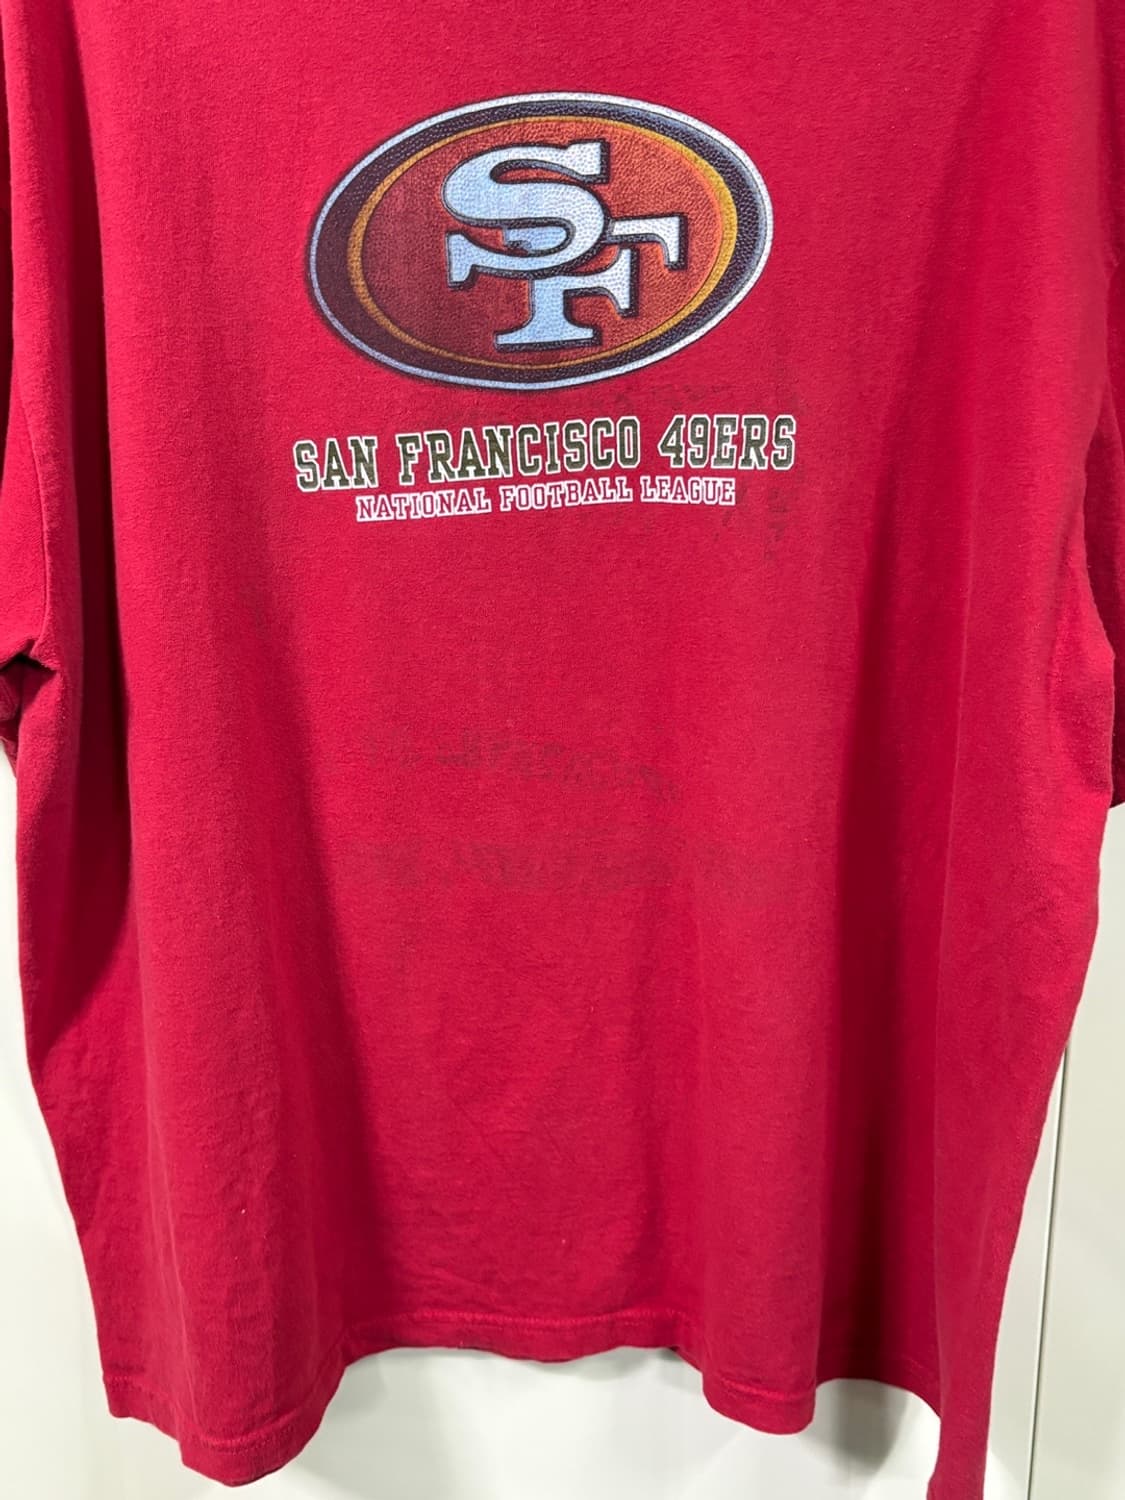 SF
SAN FRANCISCO 49ERS
NATIONAL FOOTBALL LEAGUE